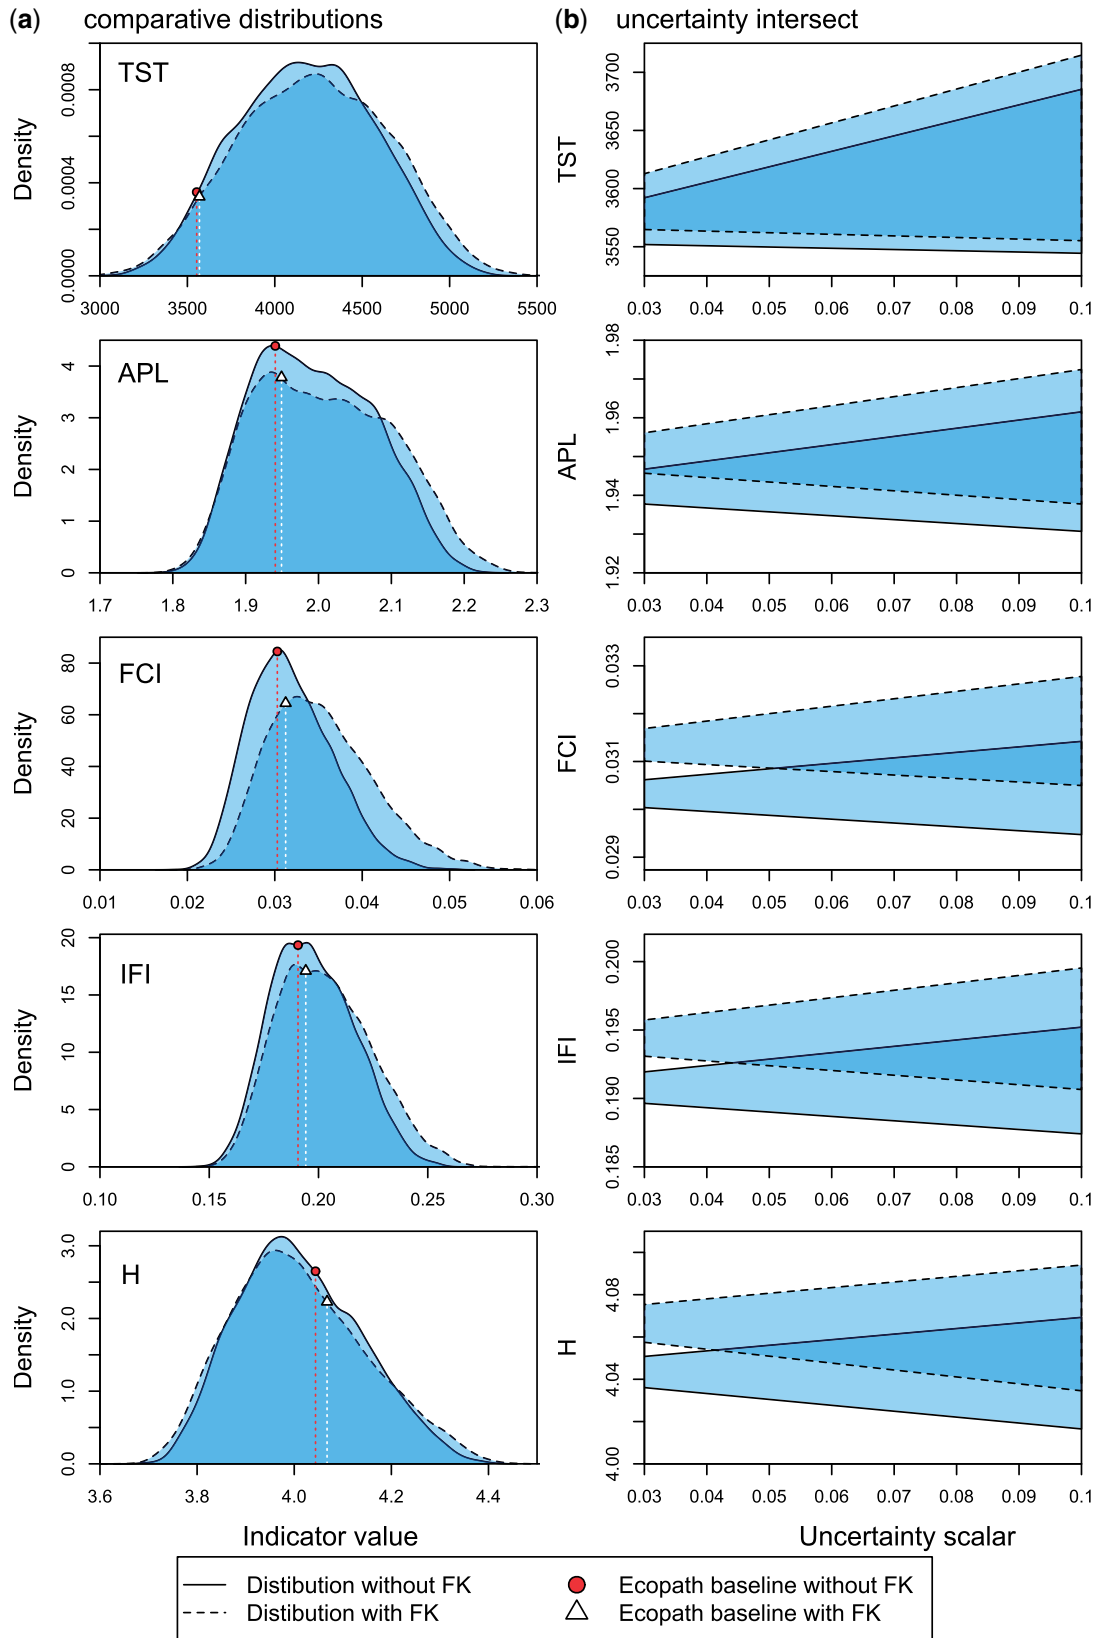 (a) comparative distributions
(b) uncertainty intersect
TST
Density
0.0000 0.0004 0.0008
3000 3500 4000 4500 5000 5500
TST
3550 3600 3650 3700
0.03 0.04 0.05 0.06 0.07 0.08 0.09 0.1
APL
Density
0 1 2 3 4
1.7 1.8 1.9 2.0 2.1 2.2 2.3
APL
1.92 1.94 1.96 1.98
0.03 0.04 0.05 0.06 0.07 0.08 0.09 0.1
FCI
Density
0 20 40 60 80
0.01 0.02 0.03 0.04 0.05 0.06
FCI
0.029 0.031 0.033
0.03 0.04 0.05 0.06 0.07 0.08 0.09 0.1
IFI
Density
0 5 10 15 20
0.10 0.15 0.20 0.25 0.30
IFI
0.185 0.190 0.195 0.200
0.03 0.04 0.05 0.06 0.07 0.08 0.09 0.1
H
Density
0.0 1.0 2.0 3.0
3.6 3.8 4.0 4.2 4.4
H
4.00 4.04 4.08
0.03 0.04 0.05 0.06 0.07 0.08 0.09 0.1
Indicator value
Uncertainty scalar
Distibution without FK
Distibution with FK
Ecopath baseline without FK
Ecopath baseline with FK